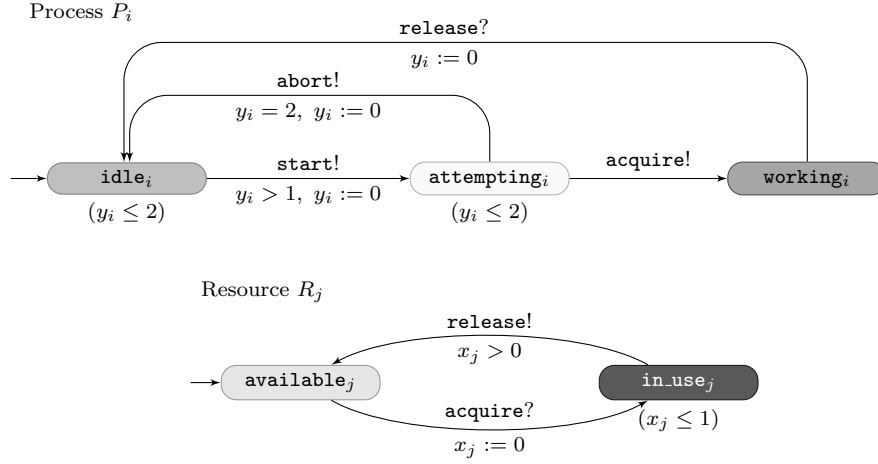 Process P_i
release?
y_i := 0
abort!
y_i = 2, y_i := 0
idle_i
start!
attempting_i
acquire!
working_i
y_i > 1, y_i := 0
(y_i ≤ 2)
(y_i ≤ 2)
Resource R_j
release!
x_j > 0
available_j
in_use_j
acquire?
(x_j ≤ 1)
x_j := 0